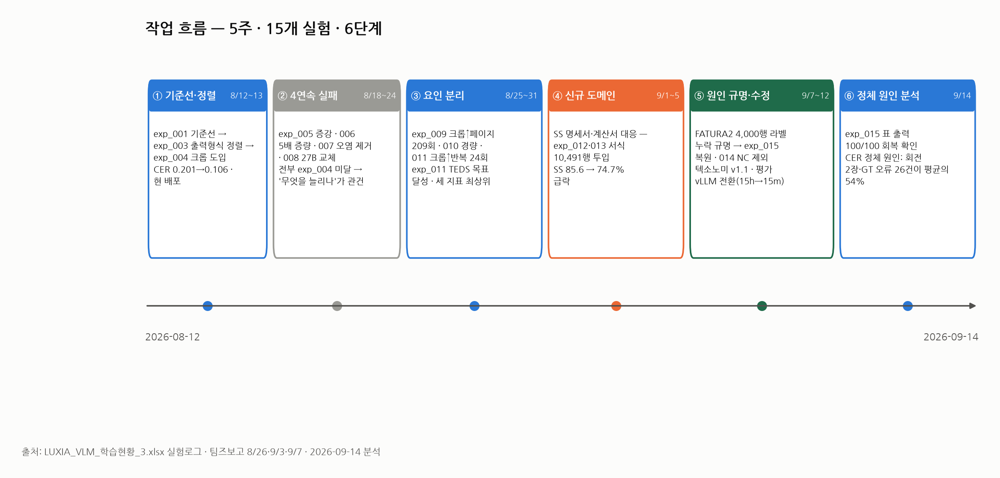 작업 흐름 — 5주 · 15개 실험 · 6단계
① 기준선·정렬 8/12~13
exp_001 기준선 →
exp_003 출력형식 정렬 →
exp_004 크롭 도입
CER 0.201→0.106 ·
현 배포
② 4연속 실패 8/18~24
exp_005 증강 · 006
5배 증량 · 007 오염 제거
· 008 27B 교체
전부 exp_004 미달 →
'무엇을 늘리나'가 관건
③ 요인 분리 8/25~31
exp_009 크롭↑페이지
209회 · 010 경량 ·
011 크롭↑반복 24회
exp_011 TEDS 목표
달성 · 세 지표 최상위
④ 신규 도메인 9/1~5
SS 명세서·계산서 대응 —
exp_012·013 서식
10,491행 투입
SS 85.6 → 74.7%
급락
⑤ 원인 규명·수정 9/7~12
FATURA2 4,000행 라벨
누락 규명 → exp_015
복원 · 014 NC 제외
텍소노미 v1.1 · 평가
vLLM 전환(15h→15m)
⑥ 정체 원인 분석 9/14
exp_015 표 출력
100/100 회복 확인
CER 정체 원인: 회전
2장·GT 오류 26건이 평균의
54%
2026-08-12
2026-09-14
출처: LUXIA_VLM_학습현황_3.xlsx 실험로그 · 팀즈보고 8/26·9/3·9/7 · 2026-09-14 분석